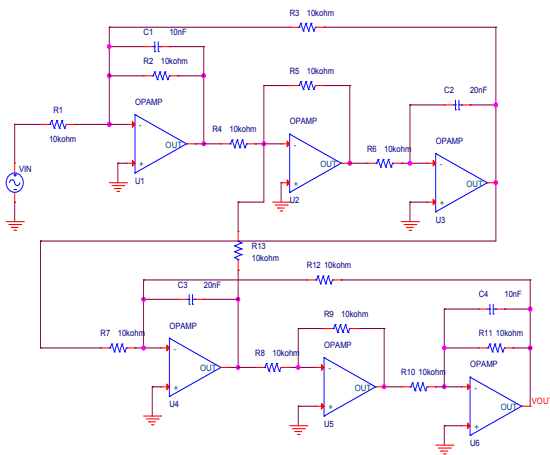 R3 10kohm
C1 10nF
R2 10kohm
R5 10kohm
C2 20nF
OPAMP
R1
10kohm
R4 10kohm
OPAMP
R6 10kohm
OPAMP
-
+
OUT
U1
-
+
OUT
U2
-
+
OUT
U3
VIN
R13
10kohm
R12 10kohm
C3 20nF
C4 10nF
R9 10kohm
R7 10kohm
OPAMP
R11 10kohm
R8 10kohm
OPAMP
R10 10kohm
OPAMP
-
+
OUT
U4
-
+
OUT
U5
-
+
OUT
U6
VOUT